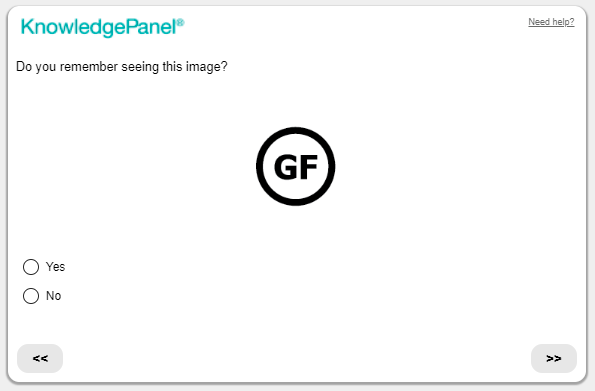 KnowledgePanel®
Need help?
Do you remember seeing this image?
GF
Yes
No
<<
>>